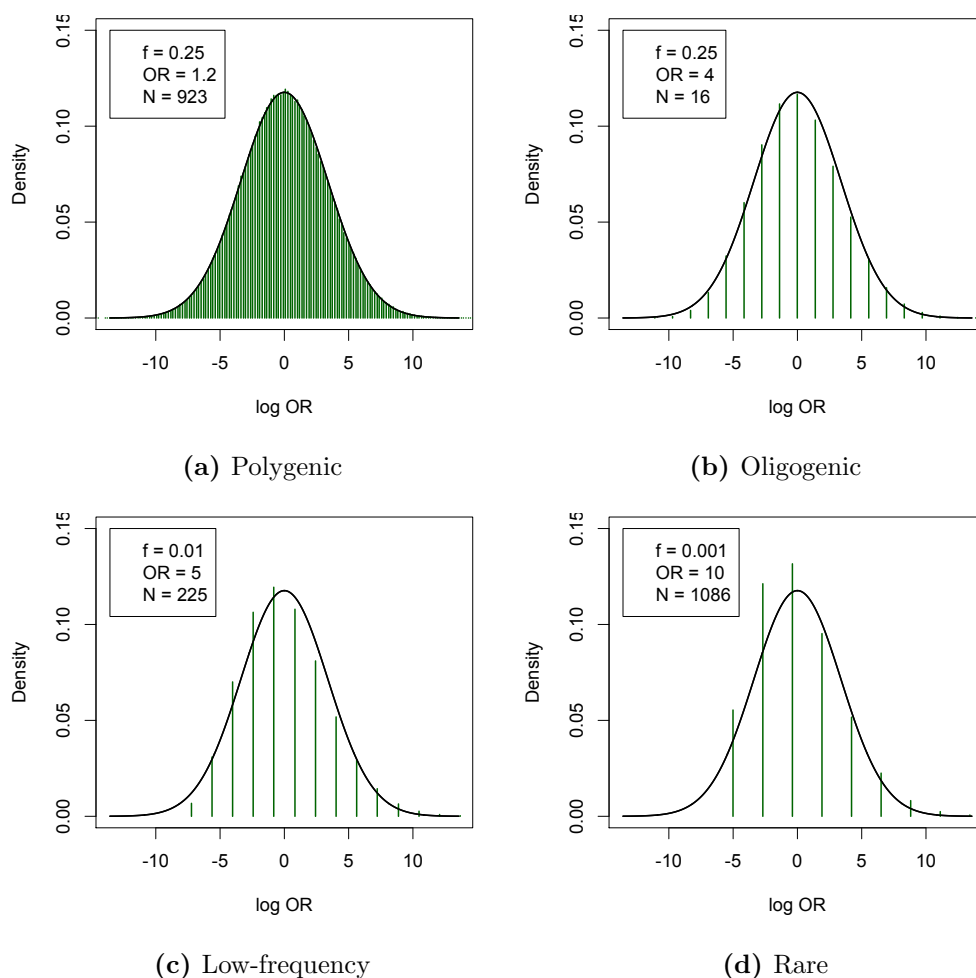 f = 0.25
OR = 1.2
N = 923
Density
0.00 0.05 0.10 0.15
-10 -5 0 5 10
log OR
(a) Polygenic
f = 0.25
OR = 4
N = 16
Density
0.00 0.05 0.10 0.15
-10 -5 0 5 10
log OR
(b) Oligogenic
f = 0.01
OR = 5
N = 225
Density
0.00 0.05 0.10 0.15
-10 -5 0 5 10
log OR
(c) Low-frequency
f = 0.001
OR = 10
N = 1086
Density
0.00 0.05 0.10 0.15
-10 -5 0 5 10
log OR
(d) Rare